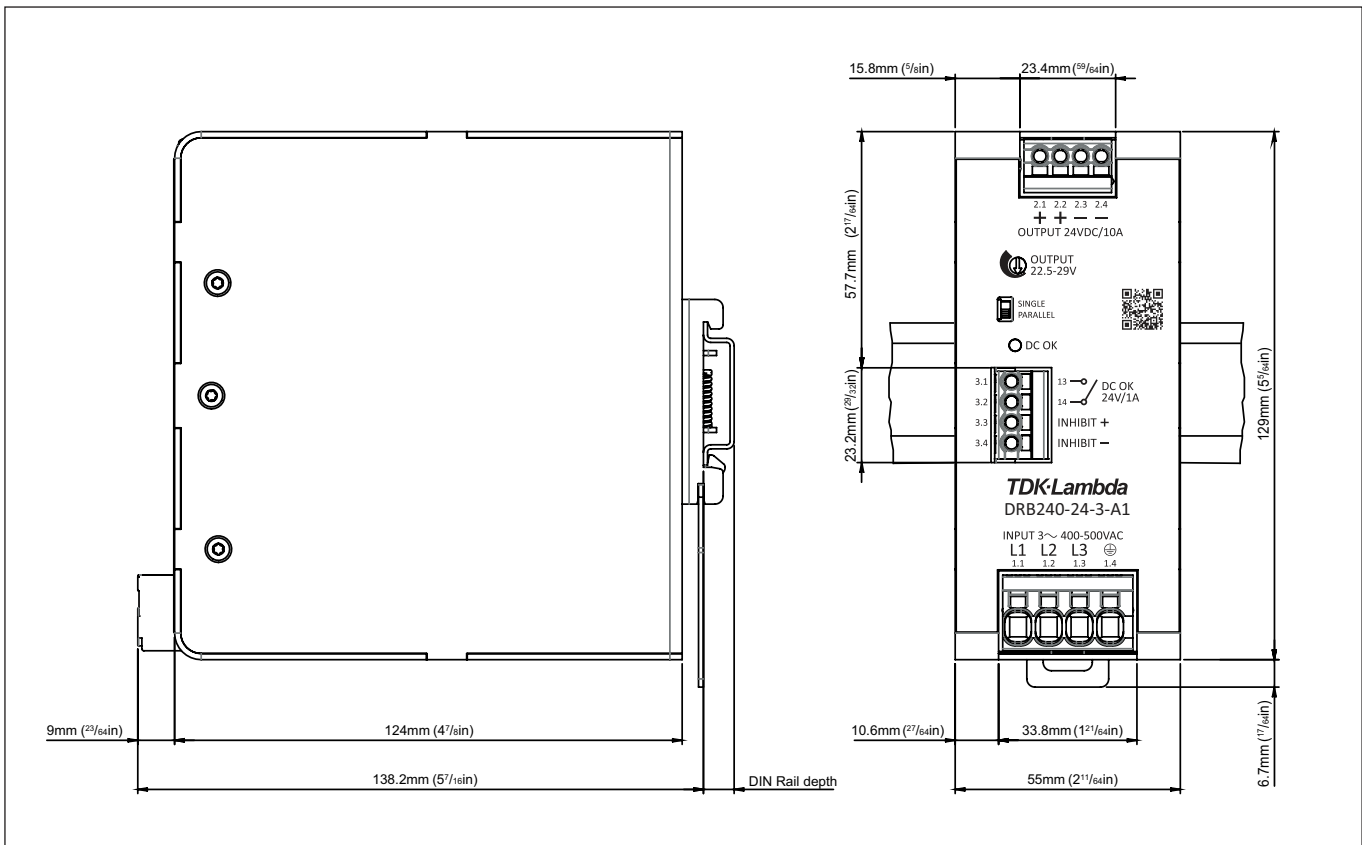 15.8mm (5/8in)
23.4mm (59/64in)
57.7mm (2 17/64in)
2.1 2.2 2.3 2.4
+ + − −
OUTPUT 24VDC/10A
OUTPUT
22.5-29V
SINGLE
PARALLEL
DC OK
23.2mm (29/32in)
3.1
3.2
3.3
3.4
13
14
DC OK
24V/1A
INHIBIT +
INHIBIT −
129mm (5 5/64in)
TDK·Lambda
DRB240-24-3-A1
INPUT 3~ 400-500VAC
L1 L2 L3
1.1 1.2 1.3 1.4
9mm (23/64in)
124mm (4 7/8in)
138.2mm (5 7/16in)
DIN Rail depth
10.6mm (27/64in)
33.8mm (1 21/64in)
55mm (2 11/64in)
6.7mm (17/64in)